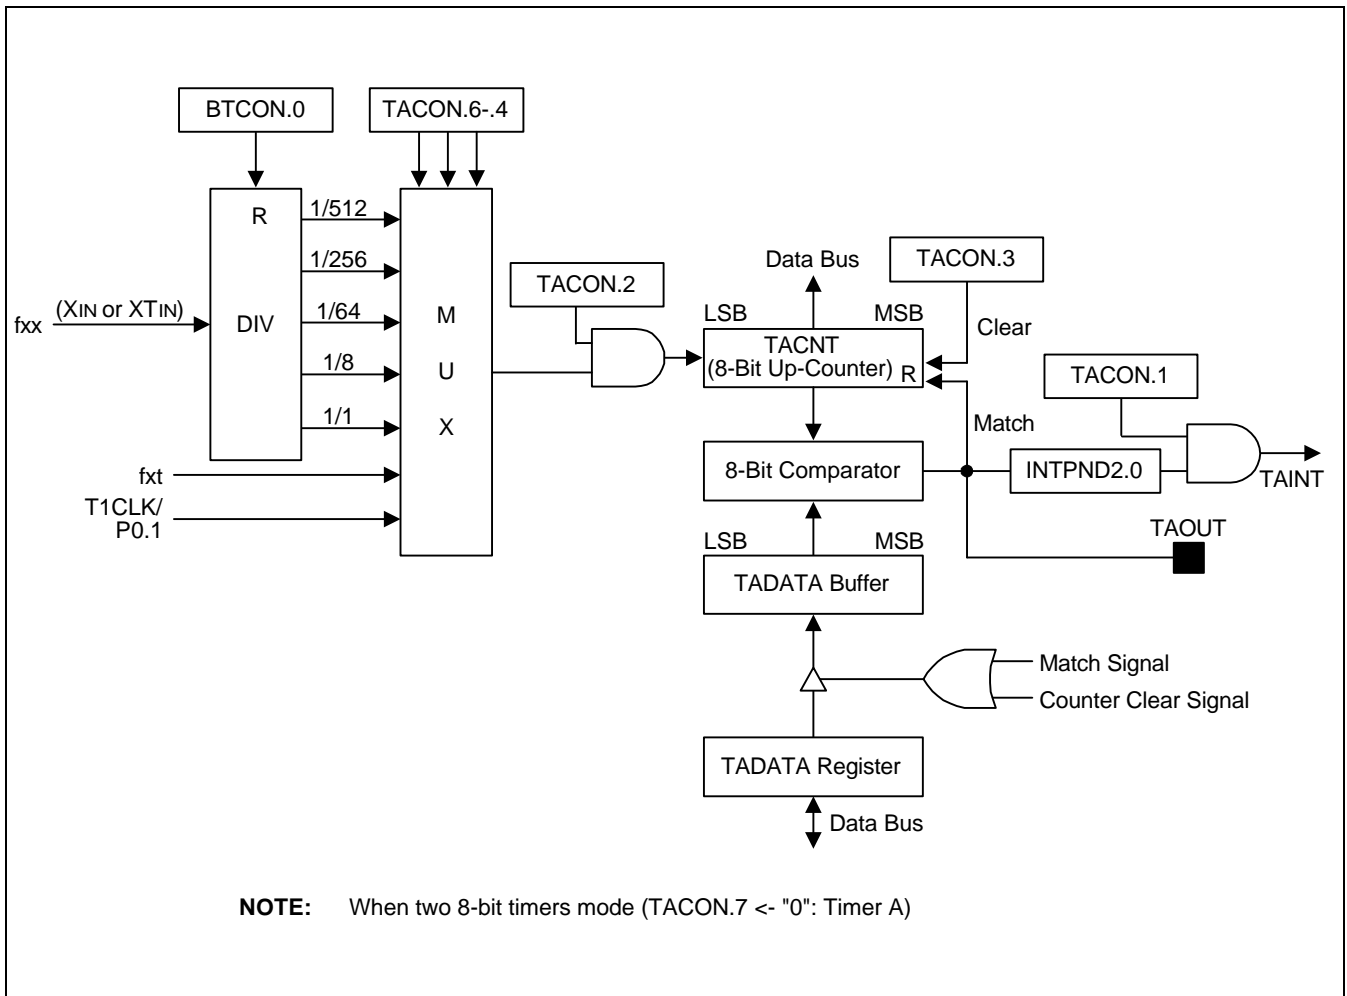 BTCON.0
TACON.6-.4
R
1/512
1/256
1/64
1/8
1/1
fxx
(XIN or XTIN)
DIV
M
U
X
fxt
T1CLK/
P0.1
TACON.2
Data Bus
TACON.3
LSB
MSB
Clear
TACNT
(8-Bit Up-Counter)
R
TACON.1
Match
8-Bit Comparator
INTPND2.0
TAINT
TAOUT
LSB
MSB
TADATA Buffer
Match Signal
Counter Clear Signal
TADATA Register
Data Bus
NOTE: When two 8-bit timers mode (TACON.7 <- "0": Timer A)